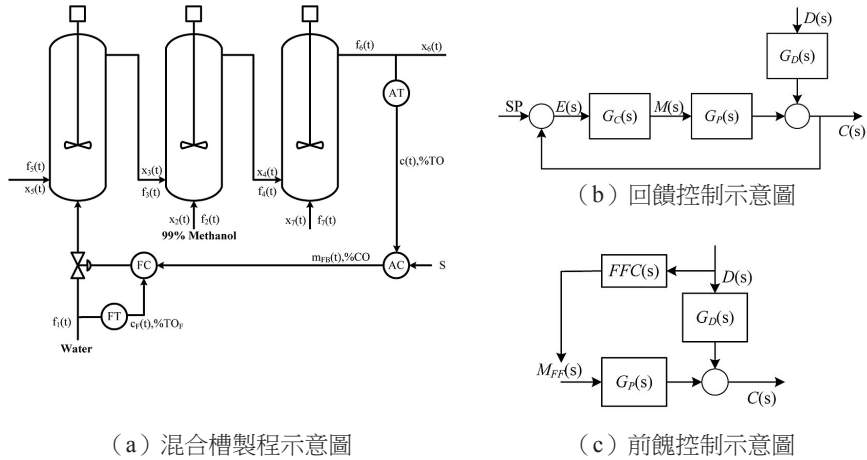 f₆(t)
x₆(t)
AT
f₅(t)
x₅(t)
x₃(t)
f₃(t)
x₄(t)
f₄(t)
c(t),%TO
x₂(t)
f₂(t)
99% Methanol
x₇(t)
f₇(t)
FC
m_FB(t),%CO
AC
S
f₁(t)
FT
c_F(t),%TO_F
Water
（a）混合槽製程示意圖
D(s)
G_D(s)
SP
E(s)
G_C(s)
M(s)
G_P(s)
C(s)
（b）回饋控制示意圖
FFC(s)
D(s)
G_D(s)
M_FF(s)
G_P(s)
C(s)
（c）前餽控制示意圖